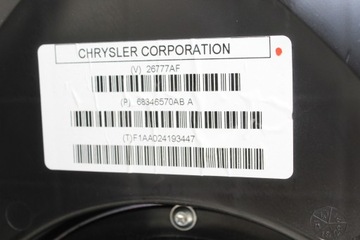 CHRYSLER CORPORATION
(V) 26777AF
(P) 68346570AB A
(T)F1AA024193447